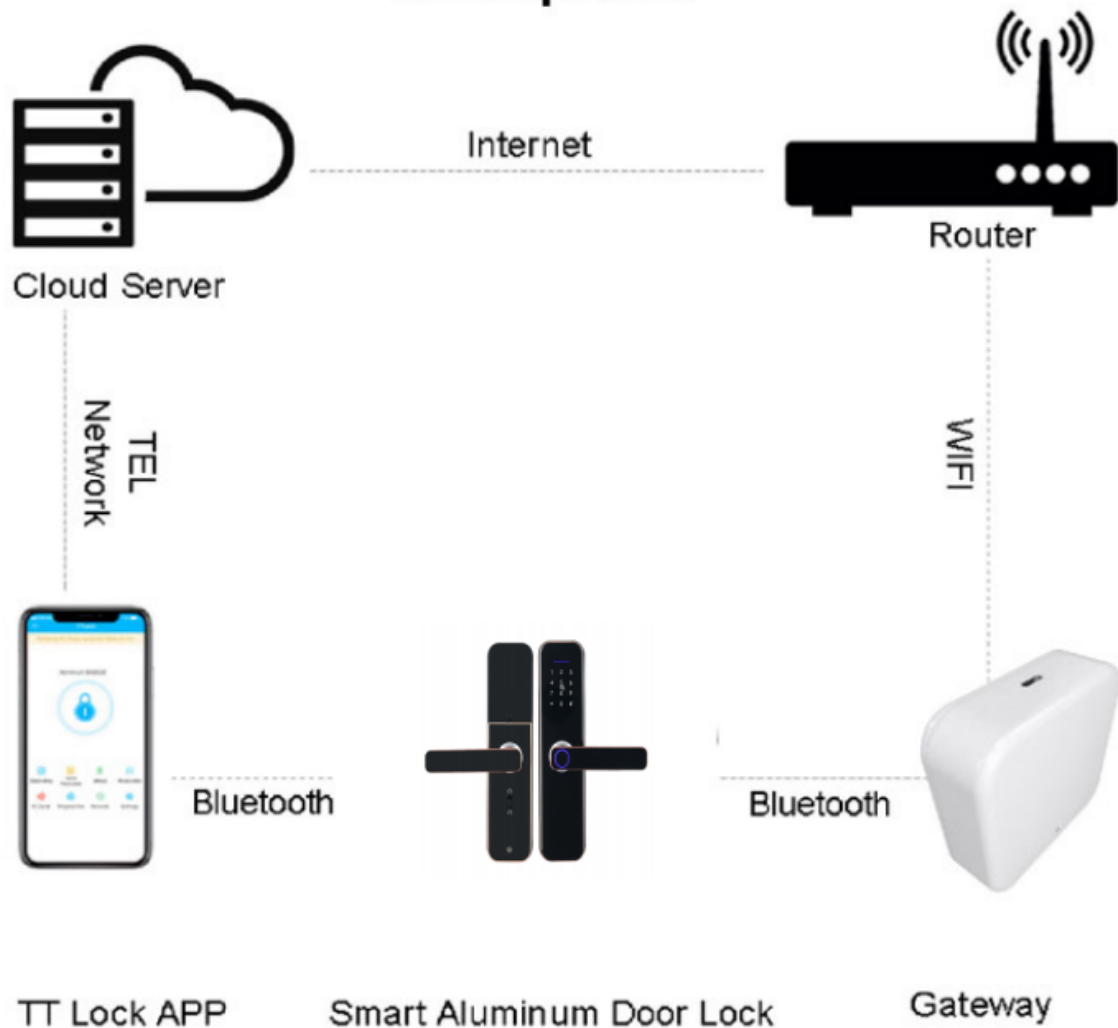 Internet
Router
Cloud Server
TEL
Network
WIFI
Bluetooth
Bluetooth
TT Lock APP
Smart Aluminum Door Lock
Gateway